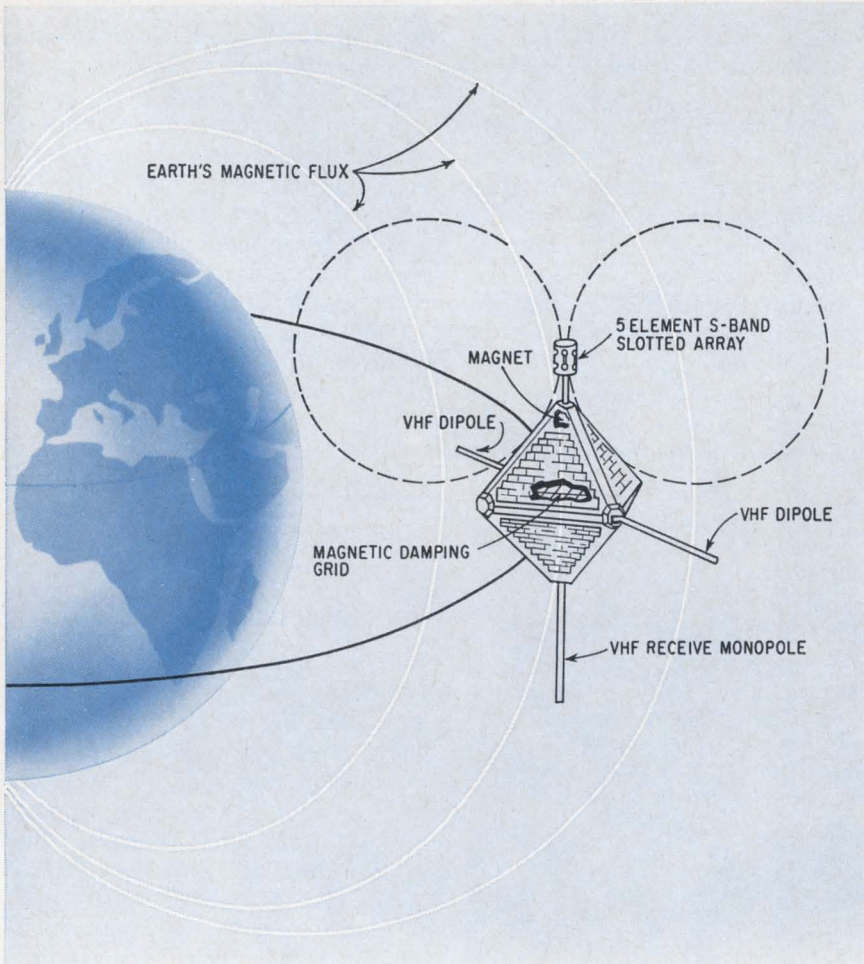 EARTH'S MAGNETIC FLUX
5 ELEMENT S-BAND
SLOTTED ARRAY
MAGNET
VHF DIPOLE
VHF DIPOLE
MAGNETIC DAMPING
GRID
VHF RECEIVE MONOPOLE